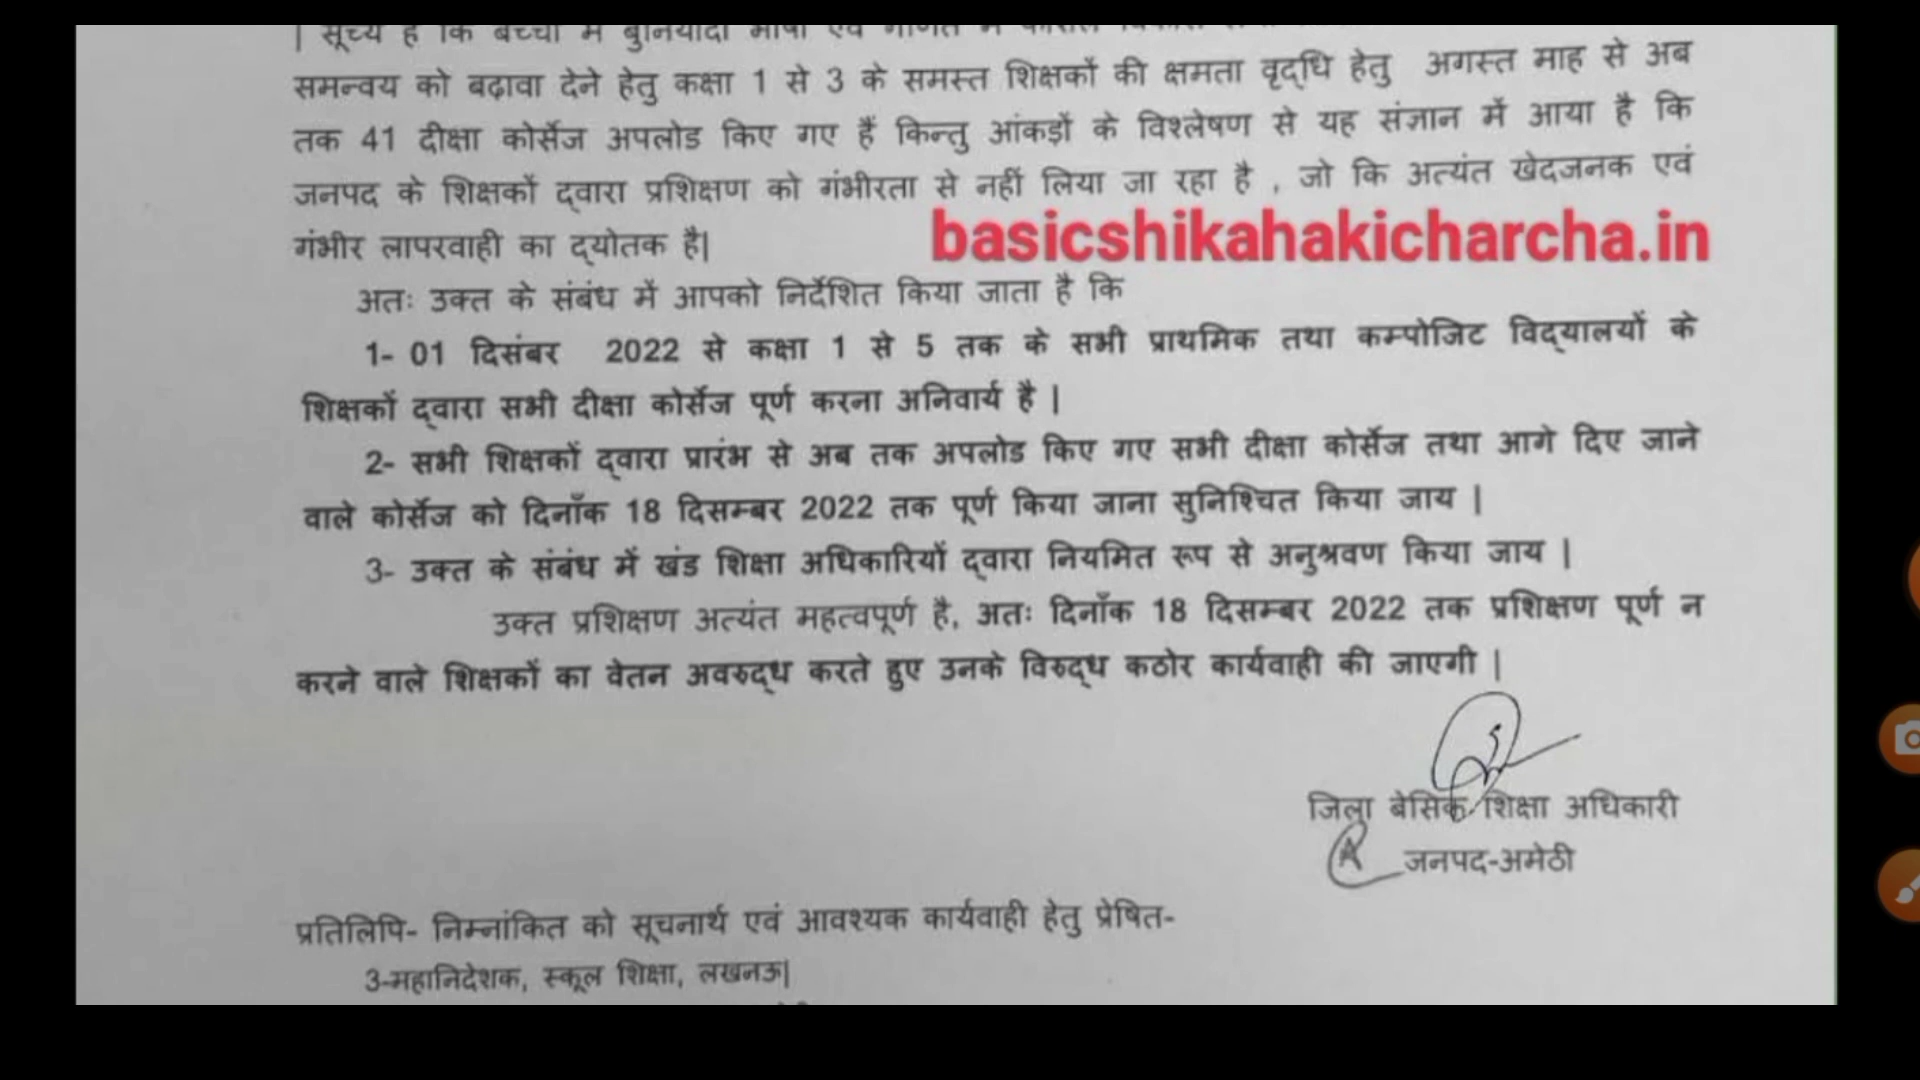 | सूच्य है कि बच्चों में बुनियादी भाषा एवं गणित में
समन्वय को बढ़ावा देने हेतु कक्षा 1 से 3 के समस्त शिक्षकों की क्षमता वृद्धि हेतु अगस्त माह से अब
तक 41 दीक्षा कोर्सेज अपलोड किए गए हैं किन्तु आंकड़ों के विश्लेषण से यह संज्ञान में आया है कि
जनपद के शिक्षकों द्वारा प्रशिक्षण को गंभीरता से नहीं लिया जा रहा है , जो कि अत्यंत खेदजनक एवं
गंभीर लापरवाही का द्योतक है|
basicshikahakicharcha.in
अतः उक्त के संबंध में आपको निर्देशित किया जाता है कि
1- 01 दिसंबर 2022 से कक्षा 1 से 5 तक के सभी प्राथमिक तथा कम्पोजिट विद्यालयों के
शिक्षकों द्वारा सभी दीक्षा कोर्सेज पूर्ण करना अनिवार्य है |
2- सभी शिक्षकों द्वारा प्रारंभ से अब तक अपलोड किए गए सभी दीक्षा कोर्सेज तथा आगे दिए जाने
वाले कोर्सेज को दिनाँक 18 दिसम्बर 2022 तक पूर्ण किया जाना सुनिश्चित किया जाय |
3- उक्त के संबंध में खंड शिक्षा अधिकारियों द्वारा नियमित रूप से अनुश्रवण किया जाय |
उक्त प्रशिक्षण अत्यंत महत्वपूर्ण है, अतः दिनाँक 18 दिसम्बर 2022 तक प्रशिक्षण पूर्ण न
करने वाले शिक्षकों का वेतन अवरुद्ध करते हुए उनके विरुद्ध कठोर कार्यवाही की जाएगी |
जिला बेसिक शिक्षा अधिकारी
जनपद-अमेठी
प्रतिलिपि- निम्नांकित को सूचनार्थ एवं आवश्यक कार्यवाही हेतु प्रेषित-
3-महानिदेशक, स्कूल शिक्षा, लखनऊ|